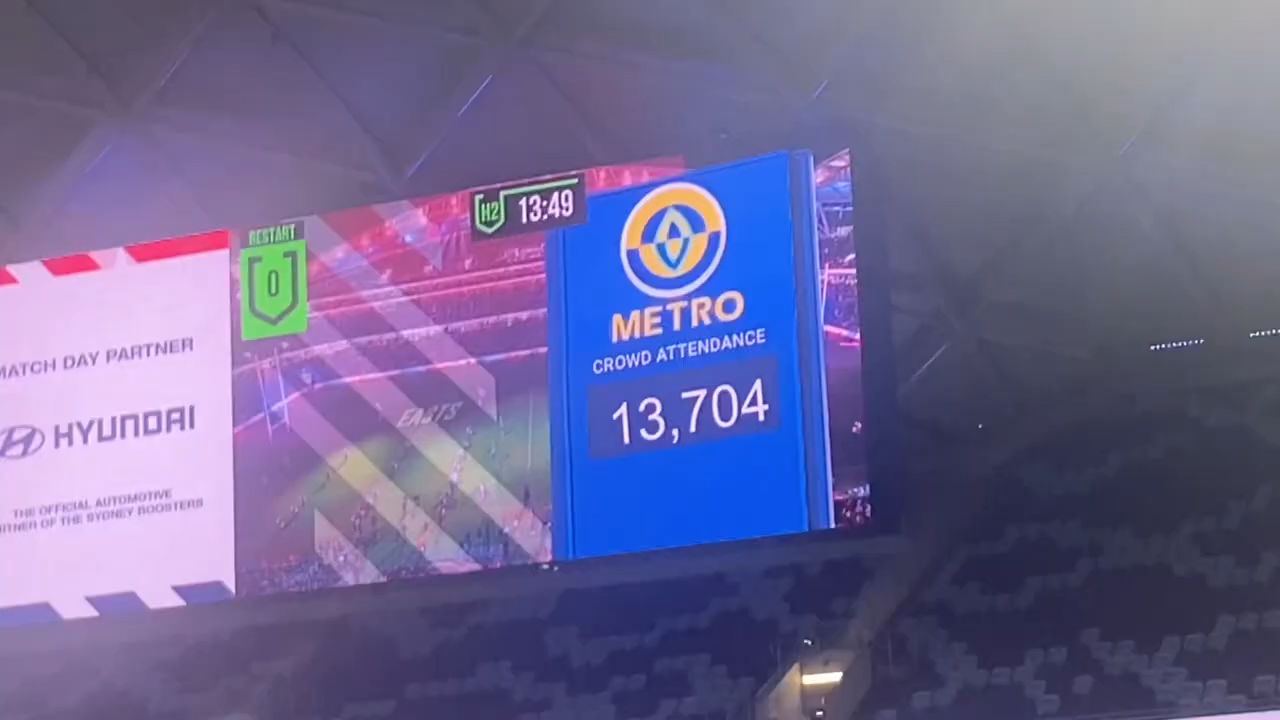 MATCH DAY PARTNER
HYUNDAI
THE OFFICIAL AUTOMOTIVE
OF THE SYDNEY ROOSTERS
RESTART
0
EASTS
H2 13:49
METRO
CROWD ATTENDANCE
13,704